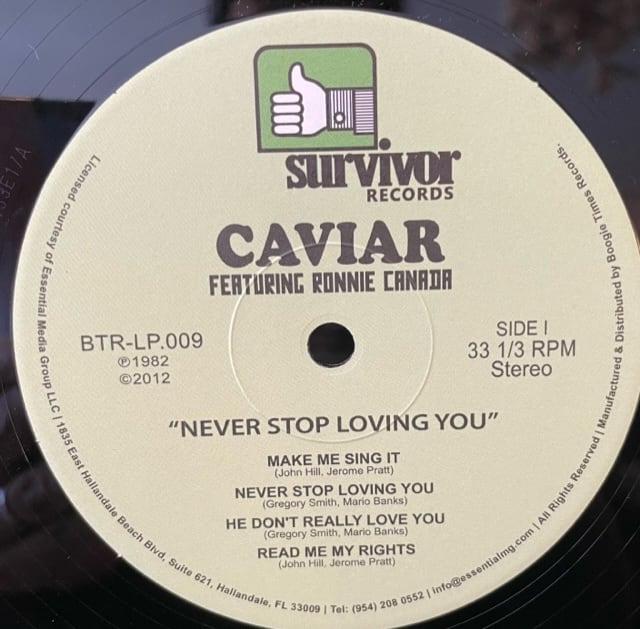 survivor
RECORDS
CAVIAR
FEATURING RONNIE CANADA
BTR-LP.009
℗1982
©2012
SIDE I
33 1/3 RPM
Stereo
"NEVER STOP LOVING YOU"
MAKE ME SING IT
(John Hill, Jerome Pratt)
NEVER STOP LOVING YOU
(Gregory Smith, Mario Banks)
HE DON'T REALLY LOVE YOU
(Gregory Smith, Mario Banks)
READ ME MY RIGHTS
(John Hill, Jerome Pratt)
Licensed courtesy of Essential Media Group LLC | 1835 East Hallandale Beach Blvd, Suite 621, Hallandale, FL 33009 | Tel: (954) 208 0552 | info@essentialmg.com | All Rights Reserved | Manufactured & Distributed by Boogie Times Records.